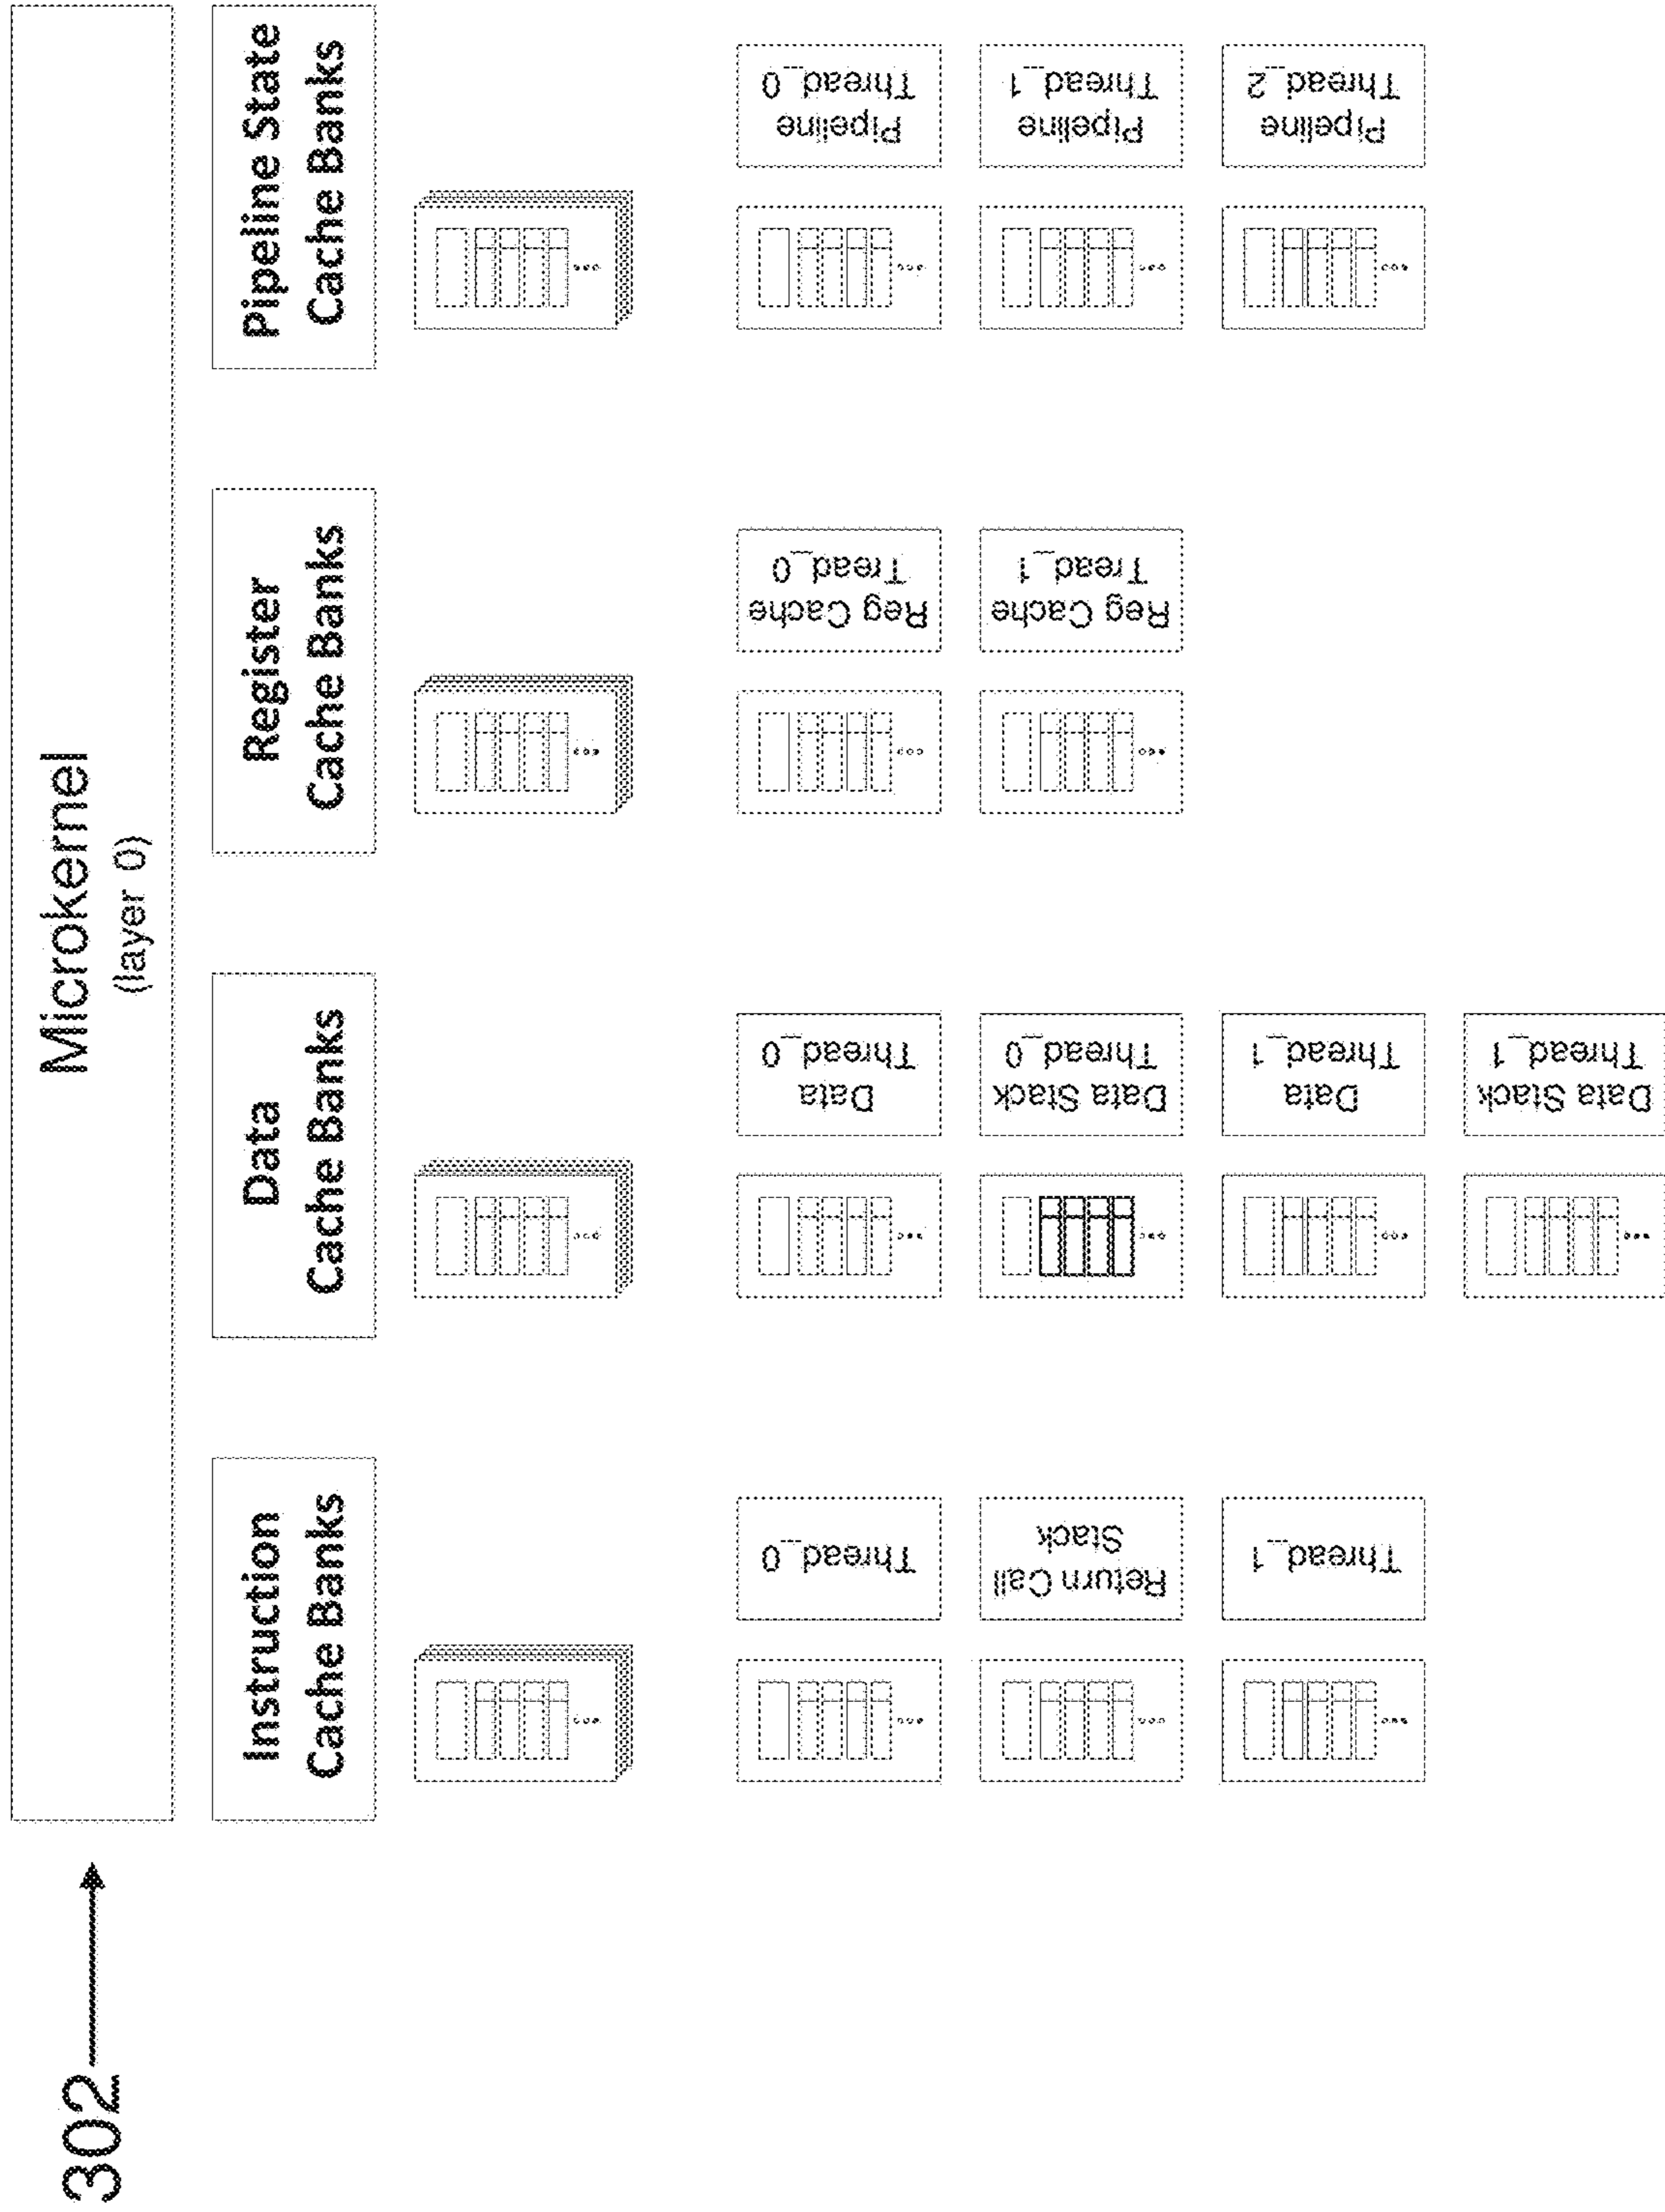 302
Microkernel
(layer 0)
Instruction
Cache Banks
Data
Cache Banks
Register
Cache Banks
Pipeline State
Cache Banks
Thread_0
Return Call
Stack
Thread_1
Data
Thread_0
Data Stack
Thread_0
Data
Thread_1
Data Stack
Thread_1
Reg Cache
Tread_0
Reg Cache
Tread_1
Pipeline
Thread_0
Pipeline
Thread_1
Pipeline
Thread_2